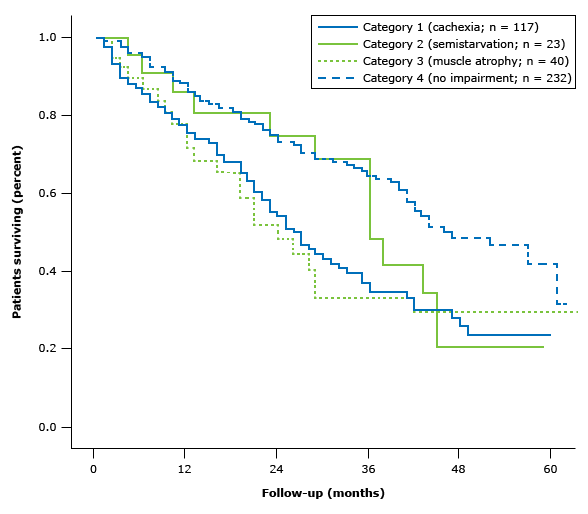 Category 1 (cachexia; n = 117)
Category 2 (semistarvation; n = 23)
Category 3 (muscle atrophy; n = 40)
Category 4 (no impairment; n = 232)
Patients surviving (percent)
1.0
0.8
0.6
0.4
0.2
0.0
0 12 24 36 48 60
Follow-up (months)